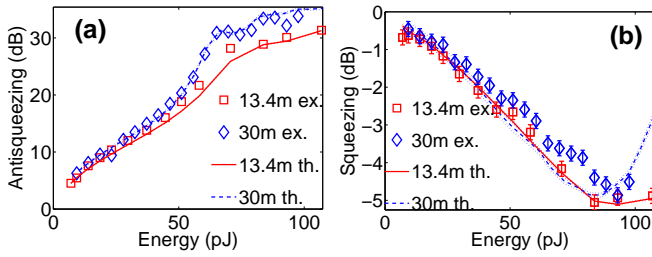 (a)
Antisqueezing (dB)
30
20
10
0
13.4m ex.
30m ex.
13.4m th.
30m th.
0 50 100
Energy (pJ)
(b)
Squeezing (dB)
0
−1
−2
−3
−4
−5
13.4m ex.
30m ex.
13.4m th.
30m th.
0 50 100
Energy (pJ)